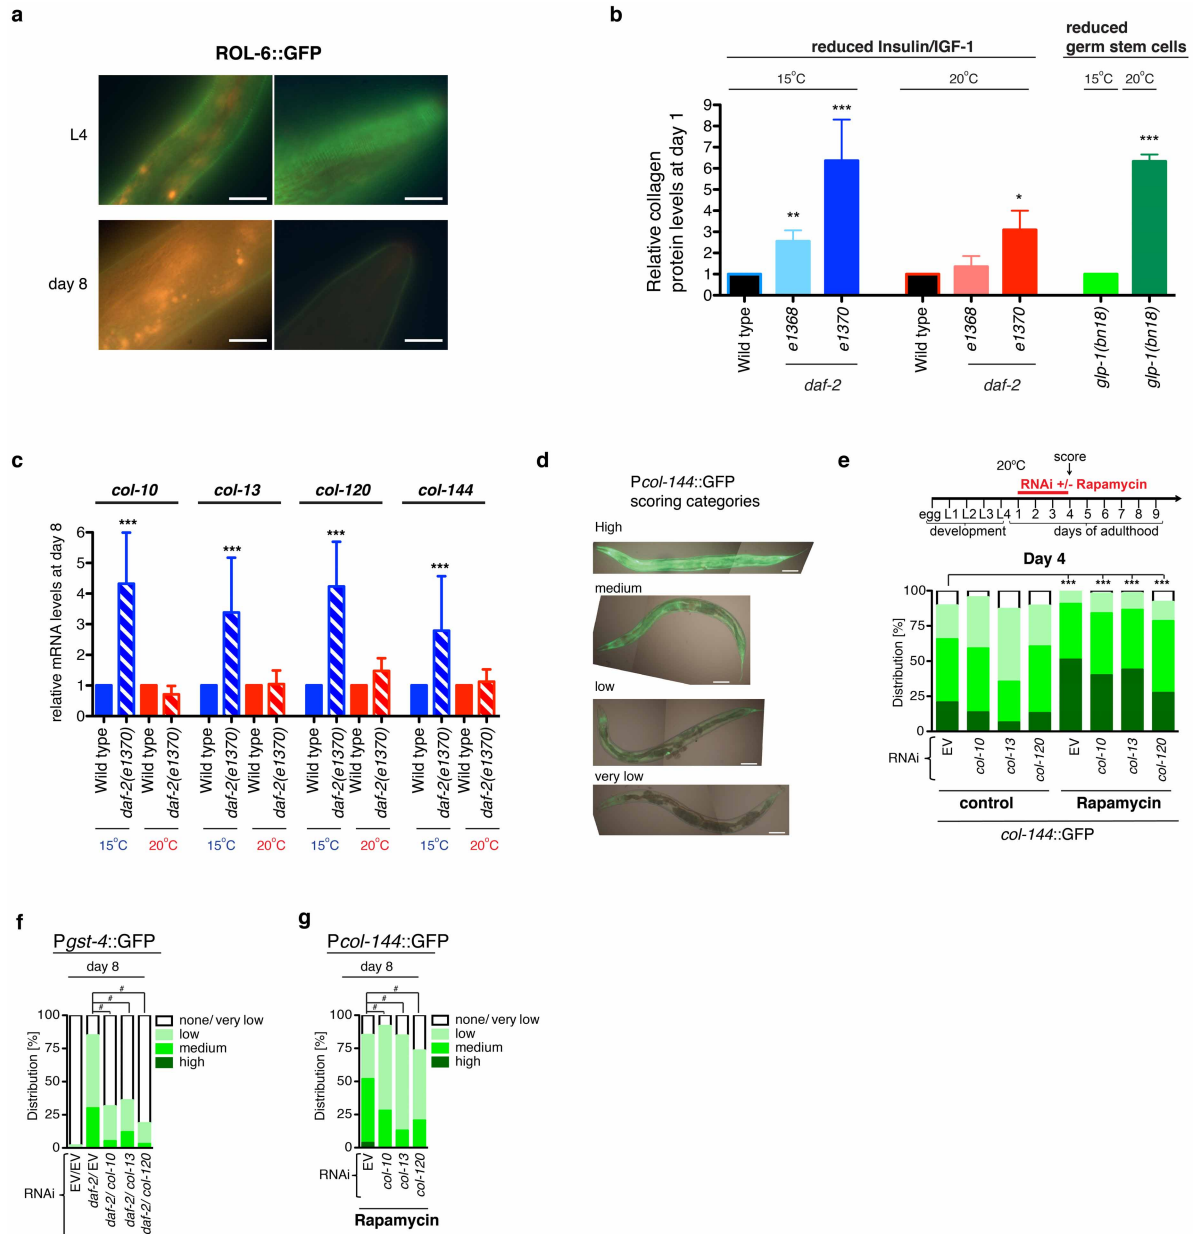 a
ROL-6::GFP
L4
day 8
b
reduced Insulin/IGF-1
reduced
germ stem cells
15°C
20°C
15°C
20°C
Relative collagen
protein levels at day 1
9
8
7
6
5
4
3
2
1
0
**
***
*
***
Wild type
e1368
e1370
Wild type
e1368
e1370
glp-1(bn18)
glp-1(bn18)
daf-2
daf-2
c
col-10
col-13
col-120
col-144
relative mRNA levels at day 8
6
5
4
3
2
1
0
***
***
***
***
Wild type
daf-2(e1370)
Wild type
daf-2(e1370)
Wild type
daf-2(e1370)
Wild type
daf-2(e1370)
Wild type
daf-2(e1370)
Wild type
daf-2(e1370)
Wild type
daf-2(e1370)
Wild type
daf-2(e1370)
15°C
20°C
15°C
20°C
15°C
20°C
15°C
20°C
d
Pcol-144::GFP
scoring categories
High
medium
low
very low
e
score
20°C
RNAi +/- Rapamycin
egg L1 L2 L3 L4 1 2 3 4 5 6 7 8 9
development
days of adulthood
Day 4
*** *** *** ***
Distribution [%]
100
75
50
25
0
RNAi
EV
col-10
col-13
col-120
EV
col-10
col-13
col-120
control
Rapamycin
col-144::GFP
f
Pgst-4::GFP
day 8
#
#
#
Distribution [%]
100
75
50
25
0
none/ very low
low
medium
high
RNAi
EV/EV
daf-2/ EV
daf-2/ col-10
daf-2/ col-13
daf-2/ col-120
g
Pcol-144::GFP
day 8
#
#
#
Distribution [%]
100
75
50
25
0
none/ very low
low
medium
high
RNAi
EV
col-10
col-13
col-120
Rapamycin